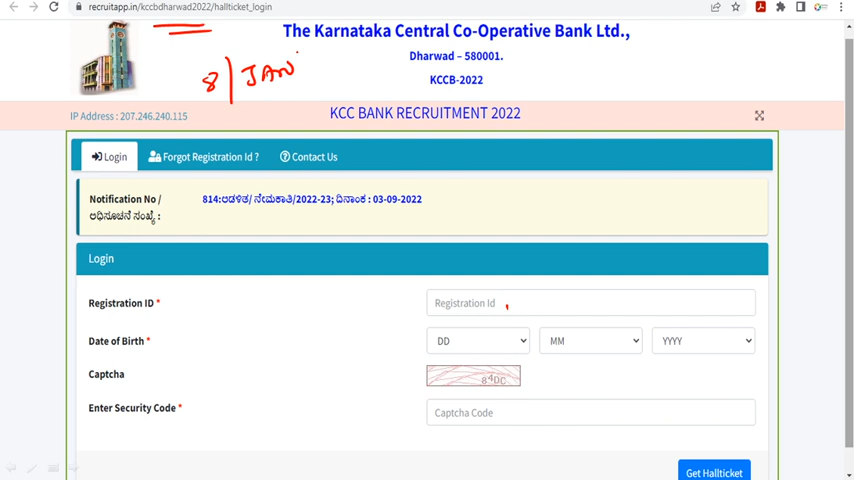 recruitapp.in/kccbdharwad2022/hallticket_login
The Karnataka Central Co-Operative Bank Ltd.,
Dharwad – 580001.
KCCB-2022
8 | JAN
IP Address : 207.246.240.115
KCC BANK RECRUITMENT 2022
Login
Forgot Registration Id ?
Contact Us
Notification No / 814:ಆಡಳಿತ/ ನೇಮಕಾತಿ/2022-23; ದಿನಾಂಕ : 03-09-2022
ಅಧಿಸೂಚನೆ ಸಂಖ್ಯೆ :
Login
Registration ID * Registration Id
Date of Birth * DD MM YYYY
Captcha 84DC
Enter Security Code * Captcha Code
Get Hallticket